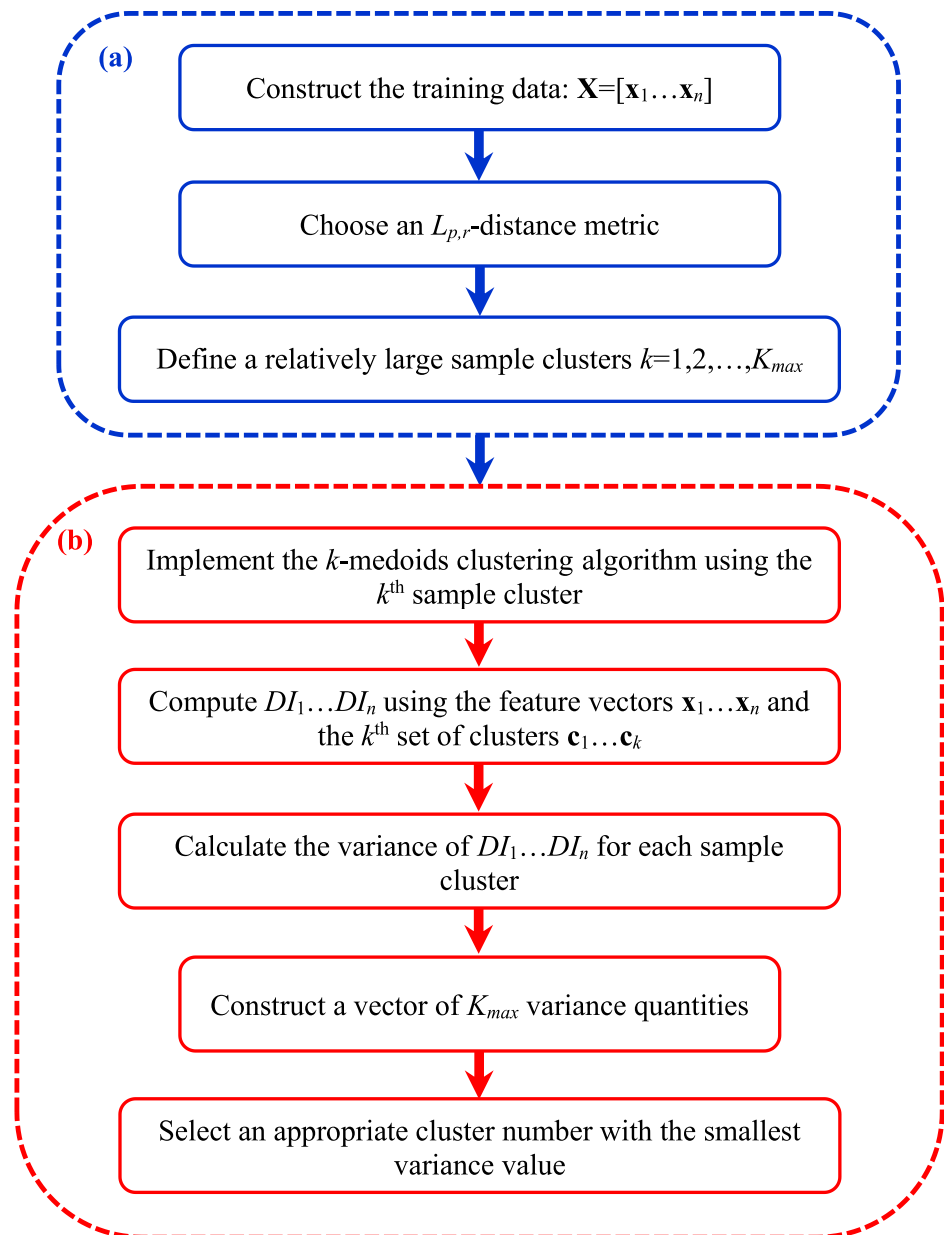 (a)
Construct the training data: X=[x₁…xₙ]
Choose an Lₚ,ᵣ-distance metric
Define a relatively large sample clusters k=1,2,…,Kₘₐₓ
(b)
Implement the k-medoids clustering algorithm using the
kᵗʰ sample cluster
Compute DI₁…DIₙ using the feature vectors x₁…xₙ and
the kᵗʰ set of clusters c₁…cₖ
Calculate the variance of DI₁…DIₙ for each sample
cluster
Construct a vector of Kₘₐₓ variance quantities
Select an appropriate cluster number with the smallest
variance value